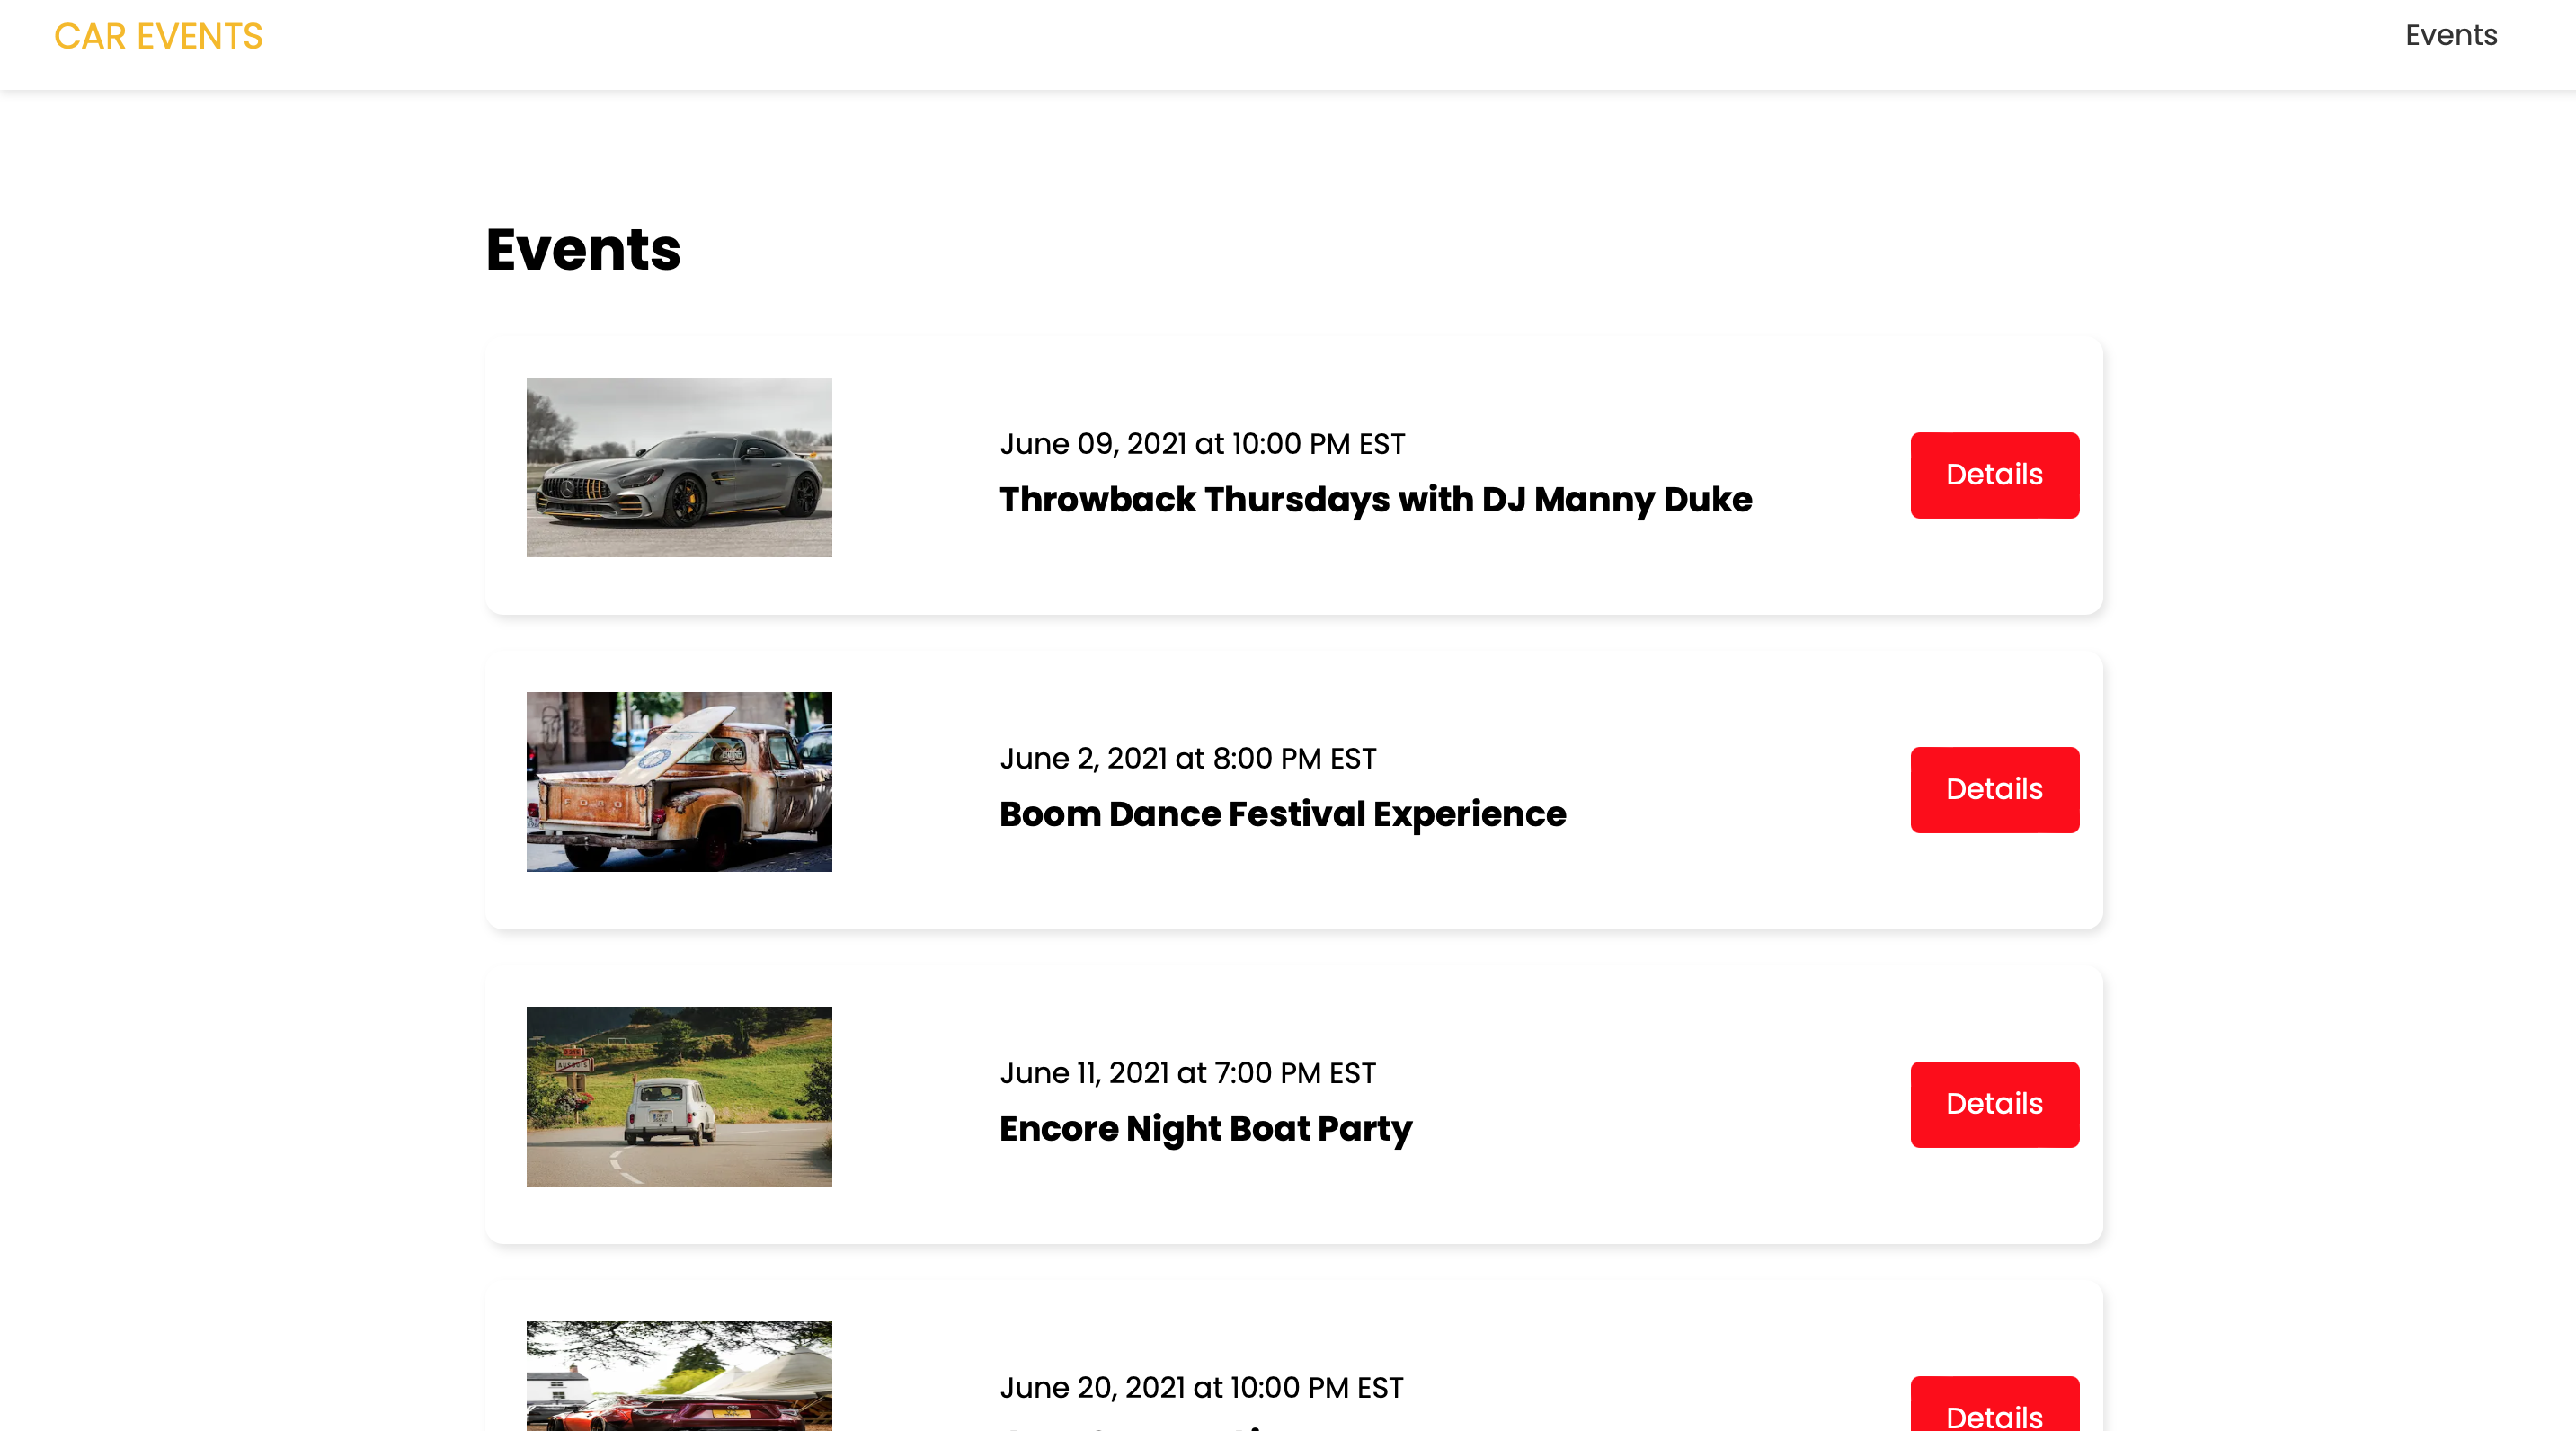 CAR EVENTS
Events
Events
June 09, 2021 at 10:00 PM EST
Throwback Thursdays with DJ Manny Duke
Details
FORD
June 2, 2021 at 8:00 PM EST
Boom Dance Festival Experience
Details
June 11, 2021 at 7:00 PM EST
Encore Night Boat Party
Details
June 20, 2021 at 10:00 PM EST
Details